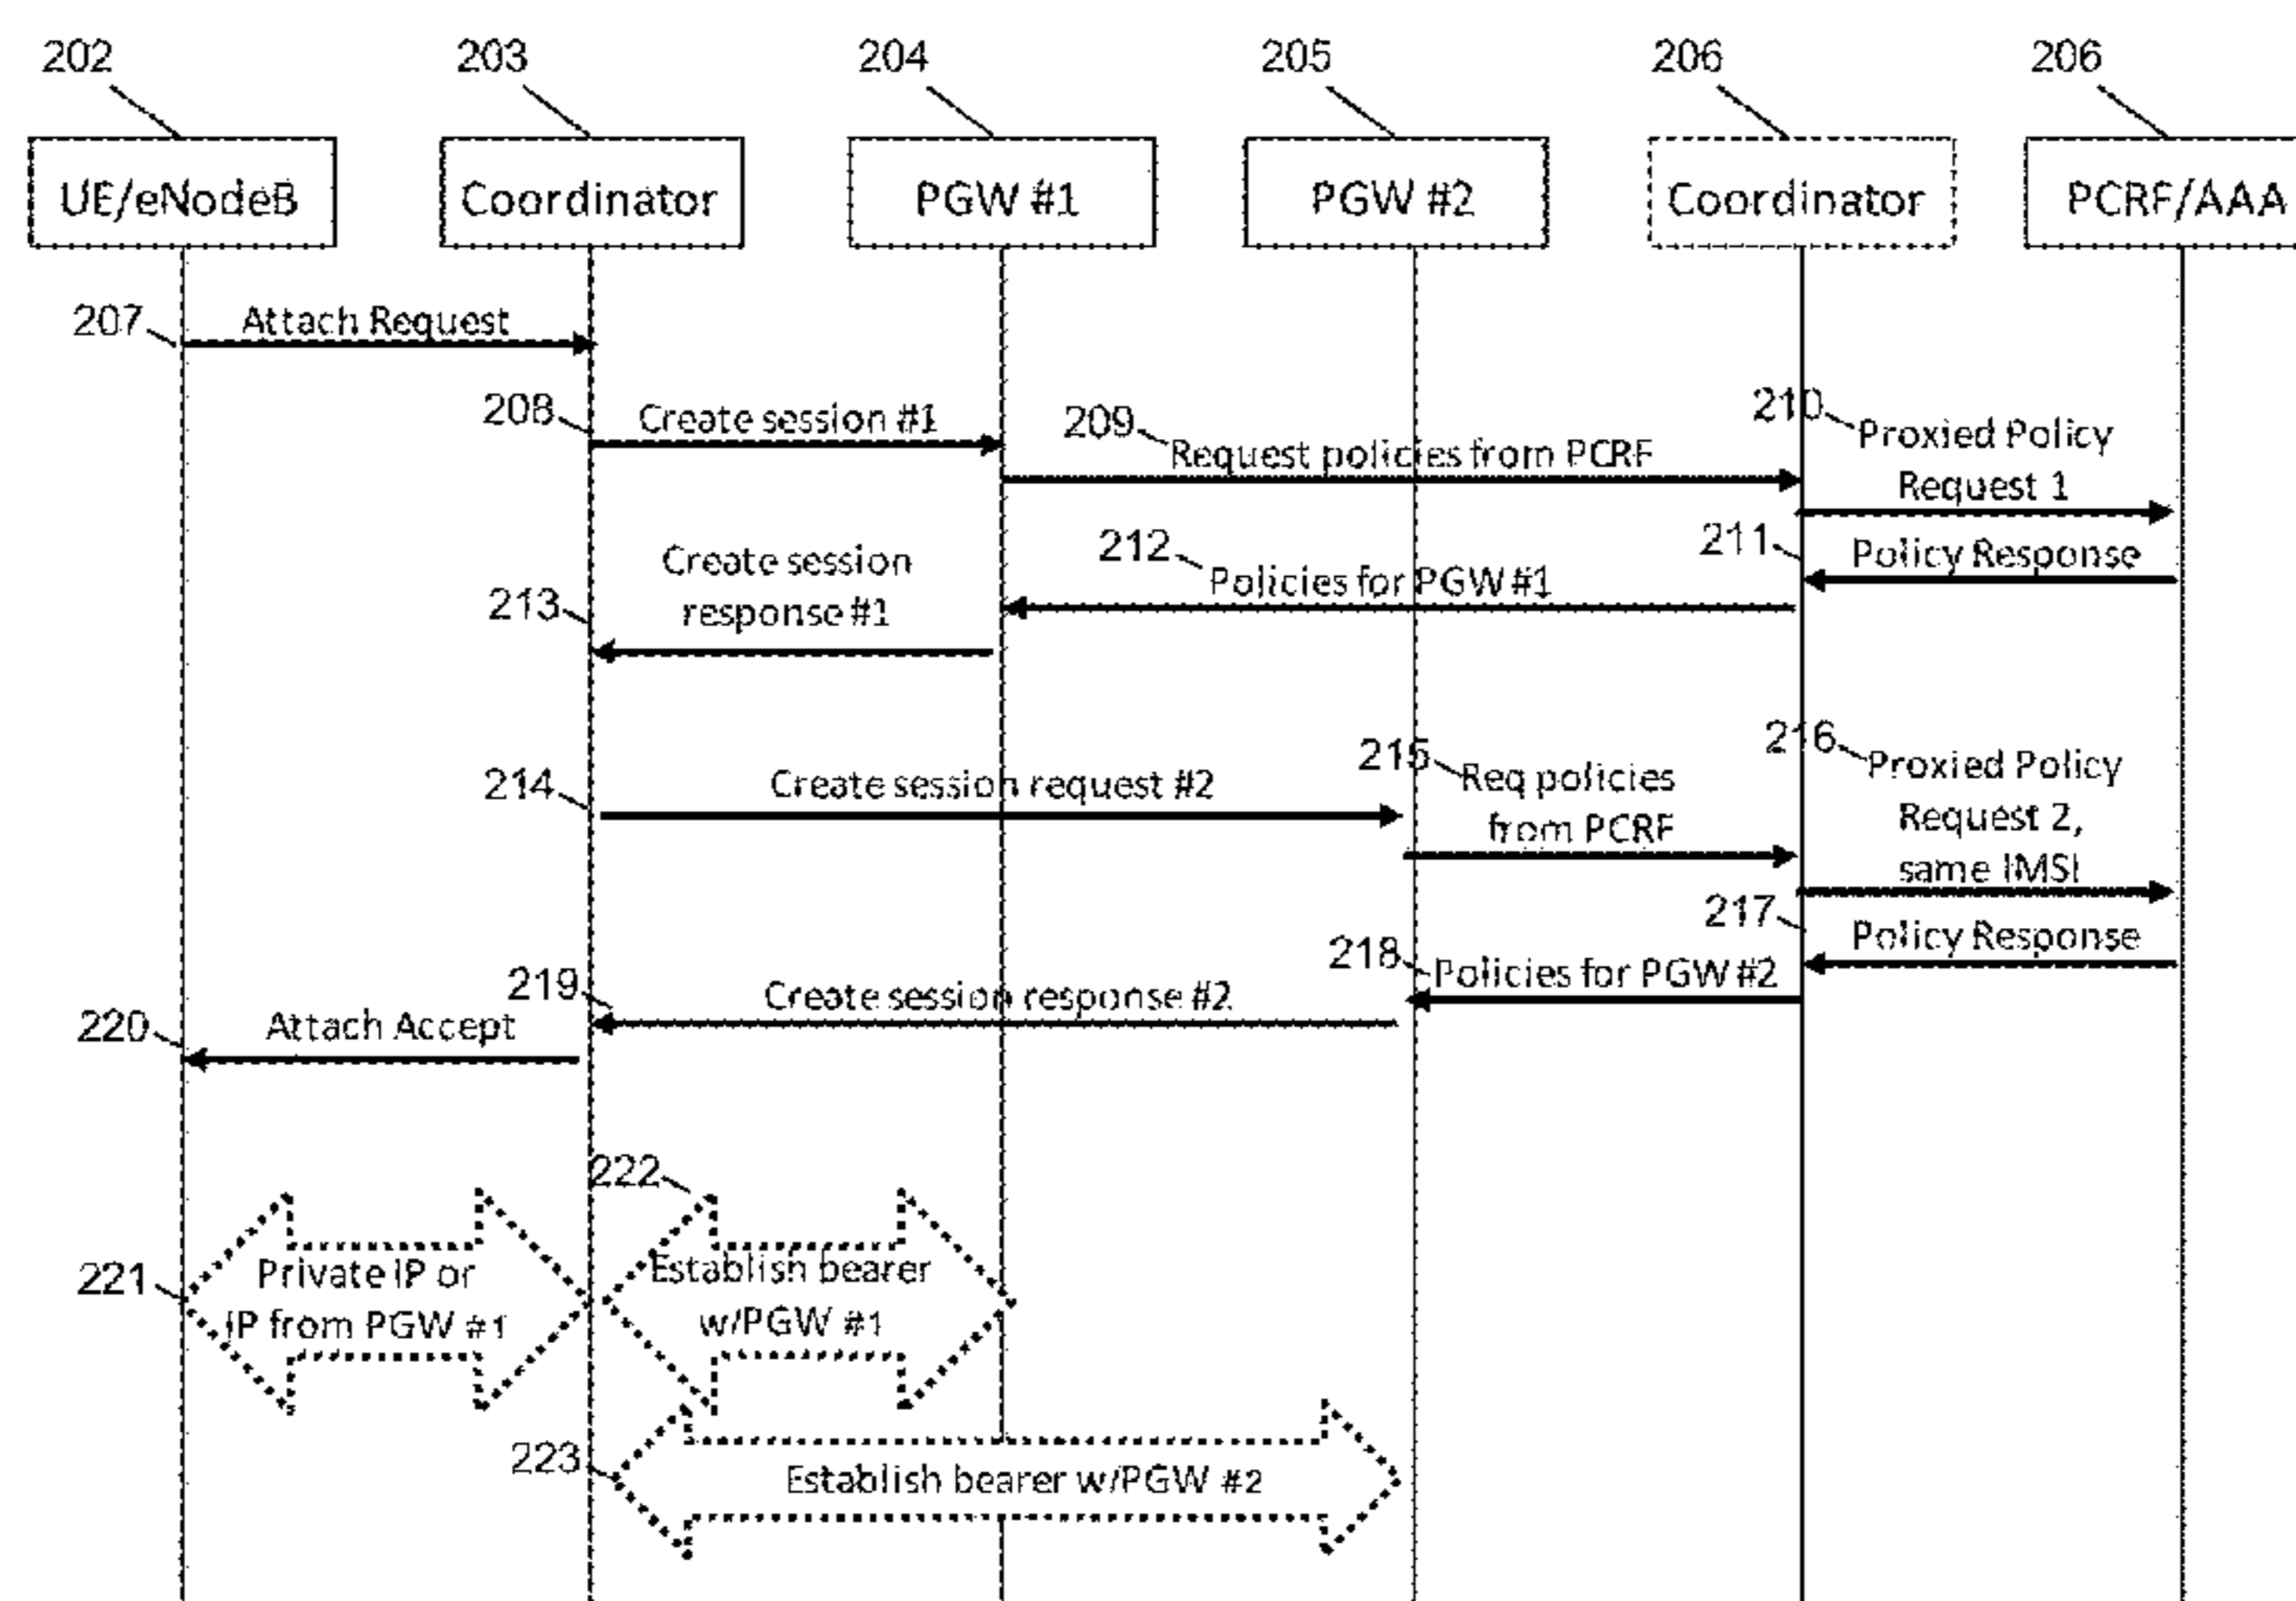 202
203
204
205
206
206
UE/eNodeB
Coordinator
PGW #1
PGW #2
Coordinator
PCRF/AAA
207
Attach Request
208
Create session #1
209
Request policies from PCRF
210
Proxied Policy
Request 1
211
Policy Response
212
Policies for PGW #1
213
Create session
response #1
214
Create session request #2
215
Req policies
from PCRF
216
Proxied Policy
Request 2,
same IMSI
217
Policy Response
218
Policies for PGW #2
219
Create session response #2
220
Attach Accept
221
Private IP or
IP from PGW #1
222
Establish bearer
w/PGW #1
223
Establish bearer w/PGW #2